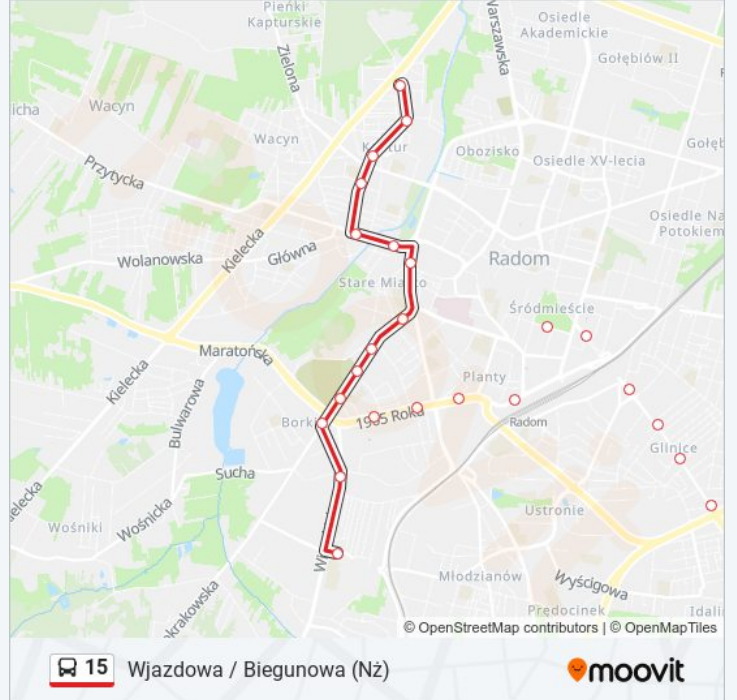 Pieńki
Kapturskie
Warszawska
Osiedle
Akademickie
Zielona
Gołębiów II
icha
Wacyn
Wacyn
Obozisko
Osiedle XV-lecia
Gołęb
Przytycka
Osiedle Na
Potokiem
Kielecka
Główna
Wolanowska
Radom
Stare Miasto
Śródmieście
Maratońska
Kielecka
Planty
Bulwarowa
Borki
1905 Roku
Radom
Glinice
Sucha
elecka
Wośnicka
Ustronie
Wośniki
Młodzianów
Wyścigowa
krakowska
Prędocinek
Idali
© OpenStreetMap contributors | © OpenMapTiles
15 Wjazdowa / Biegunowa (Nż)
moovit